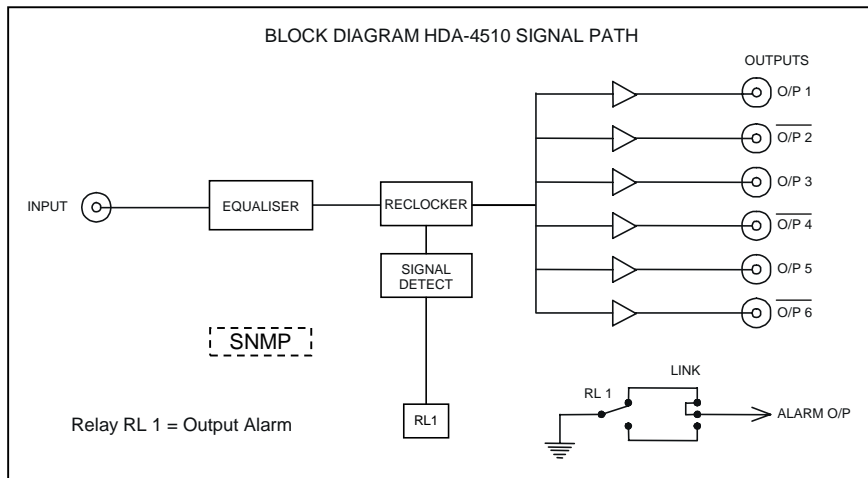 BLOCK DIAGRAM HDA-4510 SIGNAL PATH
OUTPUTS
O/P 1
O/P 2
O/P 3
O/P 4
O/P 5
O/P 6
INPUT
EQUALISER
RECLOCKER
SIGNAL
DETECT
SNMP
RL1
Relay RL 1 = Output Alarm
LINK
RL 1
ALARM O/P